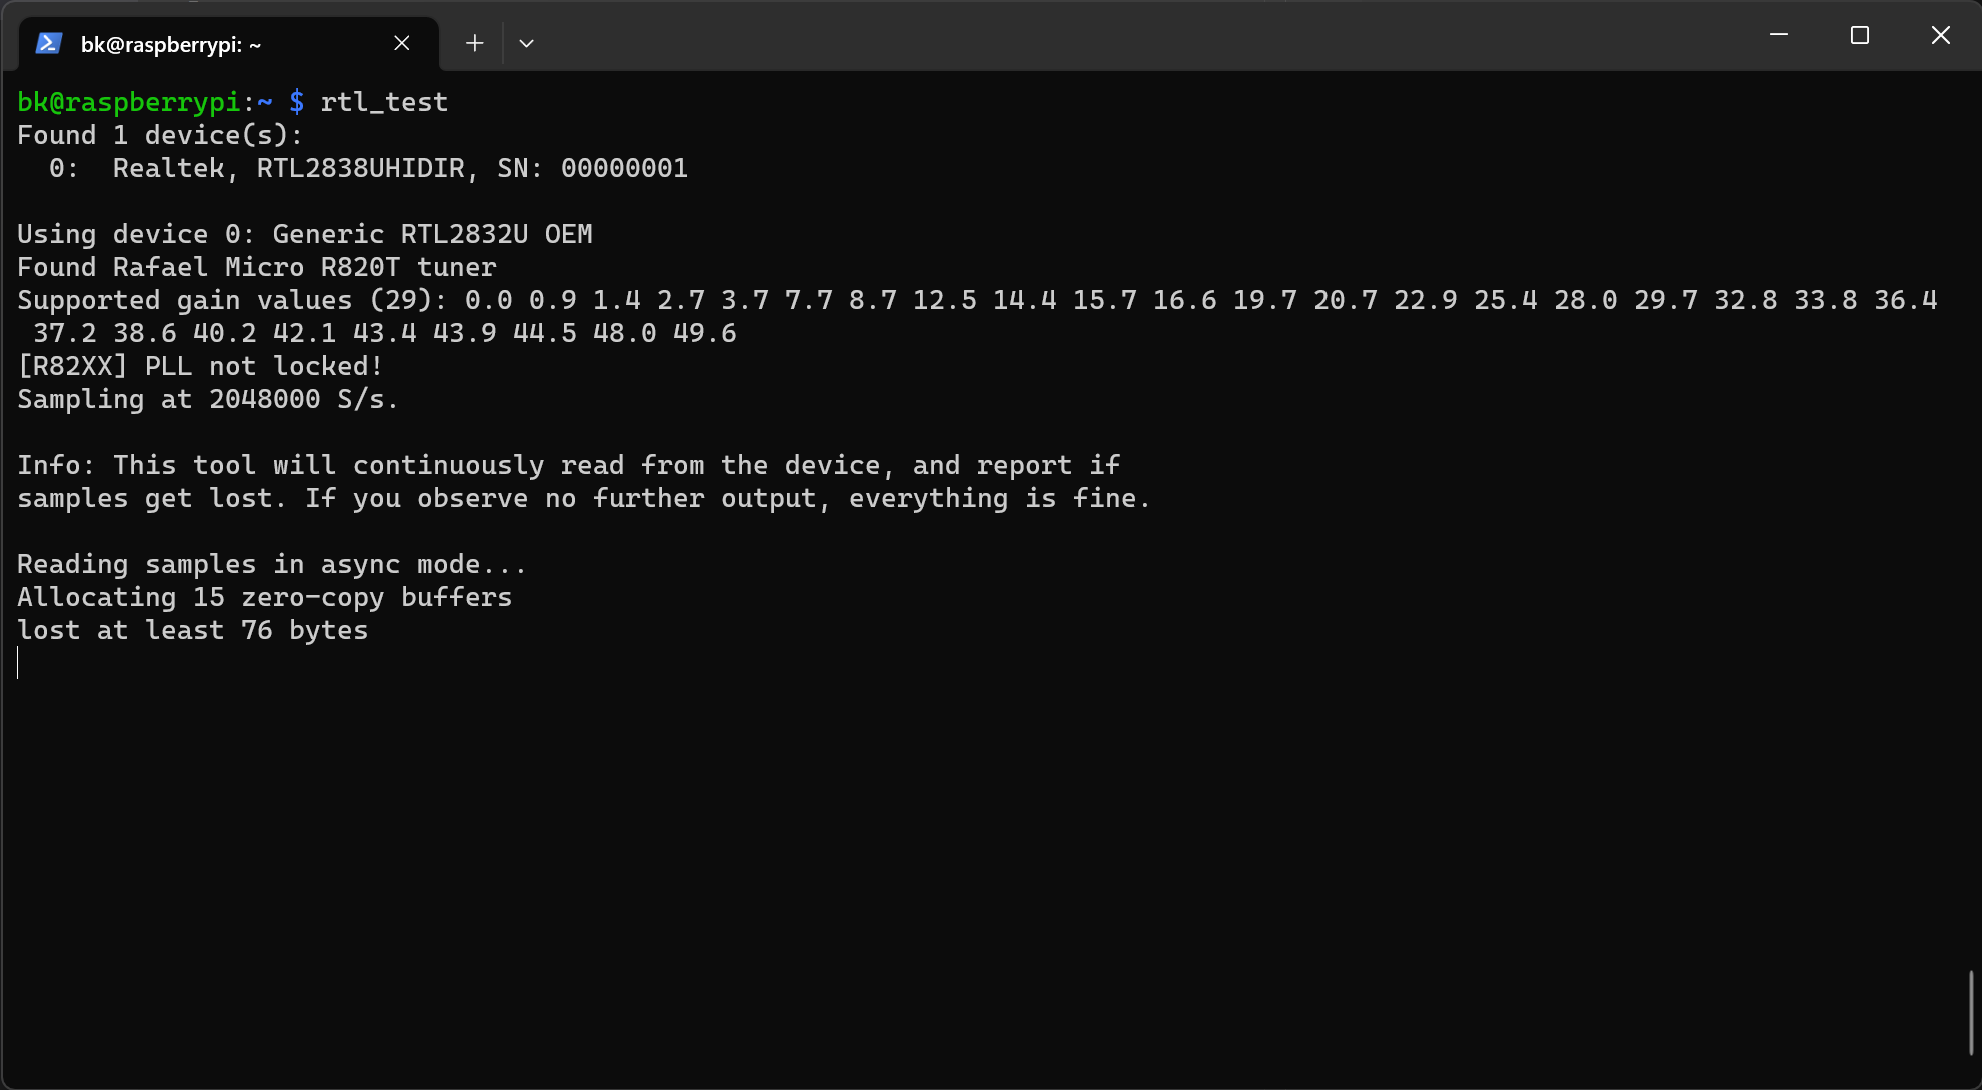 bk@raspberrypi: ~
bk@raspberrypi:~ $ rtl_test
Found 1 device(s):
  0:  Realtek, RTL2838UHIDIR, SN: 00000001
Using device 0: Generic RTL2832U OEM
Found Rafael Micro R820T tuner
Supported gain values (29): 0.0 0.9 1.4 2.7 3.7 7.7 8.7 12.5 14.4 15.7 16.6 19.7 20.7 22.9 25.4 28.0 29.7 32.8 33.8 36.4
 37.2 38.6 40.2 42.1 43.4 43.9 44.5 48.0 49.6
[R82XX] PLL not locked!
Sampling at 2048000 S/s.
Info: This tool will continuously read from the device, and report if
samples get lost. If you observe no further output, everything is fine.
Reading samples in async mode...
Allocating 15 zero-copy buffers
lost at least 76 bytes